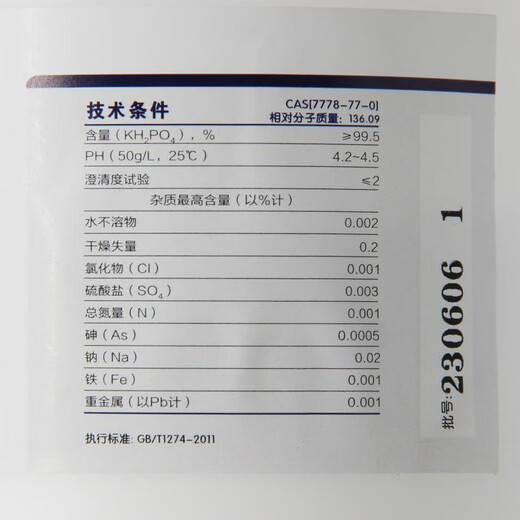 技术条件
CAS[7778-77-0]
相对分子质量: 136.09
含量（KH₂PO₄）, % ≥99.5
PH（50g/L, 25℃） 4.2-4.5
澄清度试验 ≤2
杂质最高含量（以%计）
水不溶物 0.002
干燥失量 0.2
氯化物（Cl） 0.001
硫酸盐（SO₄） 0.003
总氮量（N） 0.001
砷（As） 0.0005
钠（Na） 0.02
铁（Fe） 0.001
重金属（以Pb计） 0.001
执行标准: GB/T1274-2011
批号: 230606 1